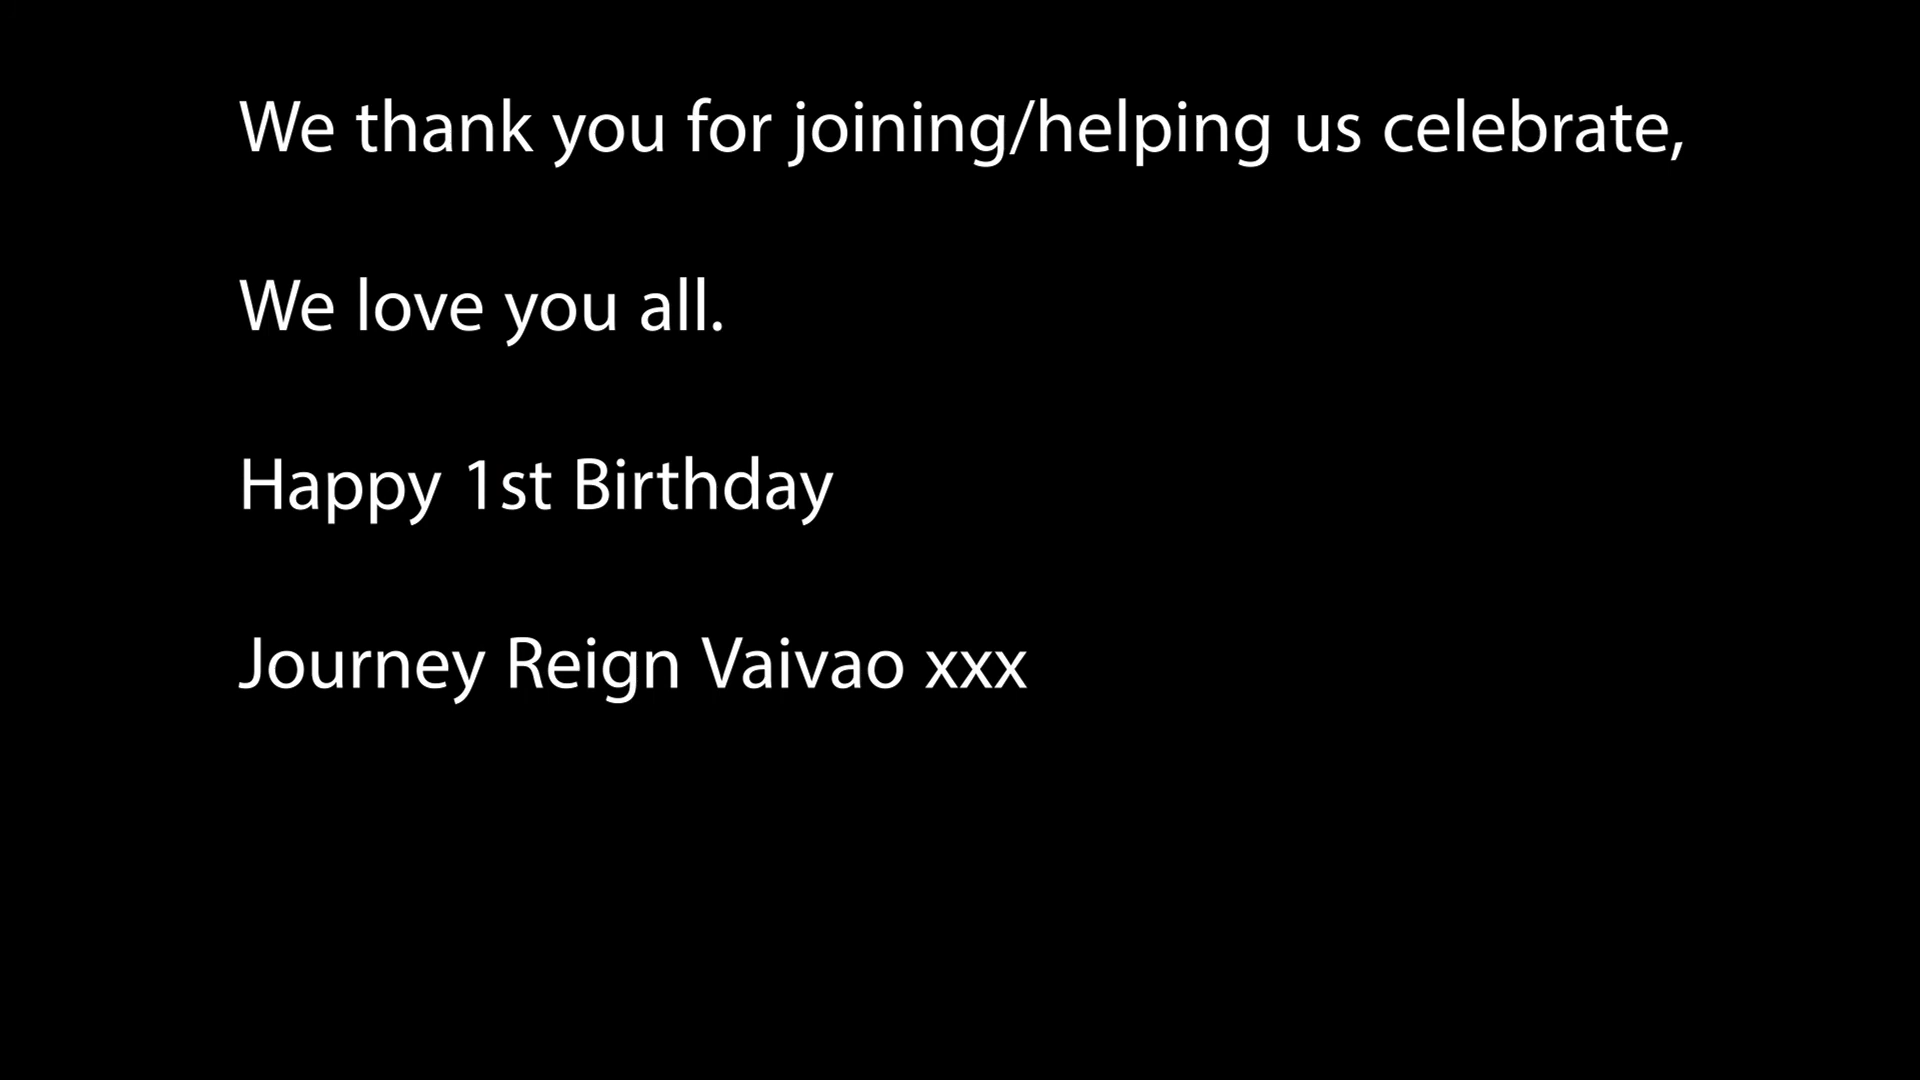 We thank you for joining/helping us celebrate,
We love you all.
Happy 1st Birthday
Journey Reign Vaivao xxx